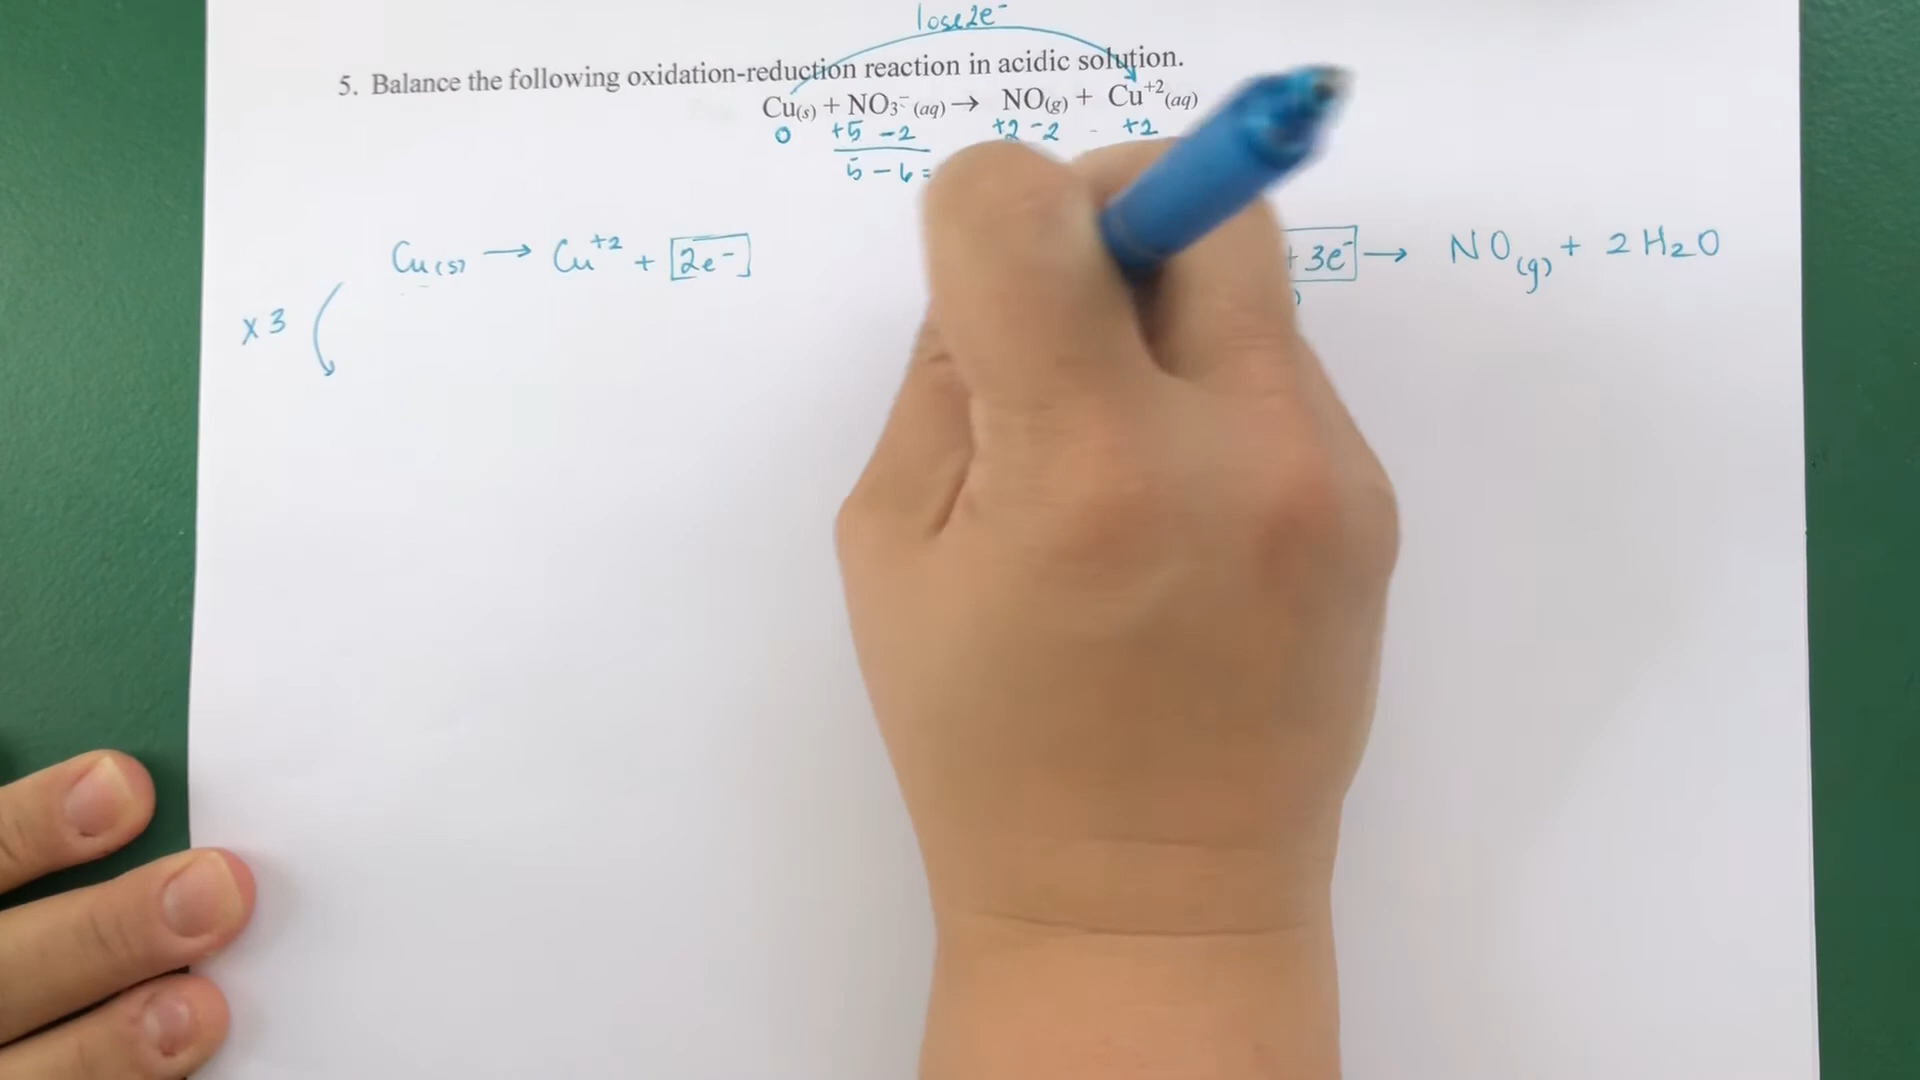 lose 2e⁻
5. Balance the following oxidation-reduction reaction in acidic solution.
Cu(s) + NO₃⁻ (aq) → NO(g) + Cu⁺²(aq)
0 +5 -2 +2 -2 +2
5 - 6 =
Cu(s) → Cu⁺² + 2e⁻ + 3e⁻ → NO(g) + 2H₂O
x 3